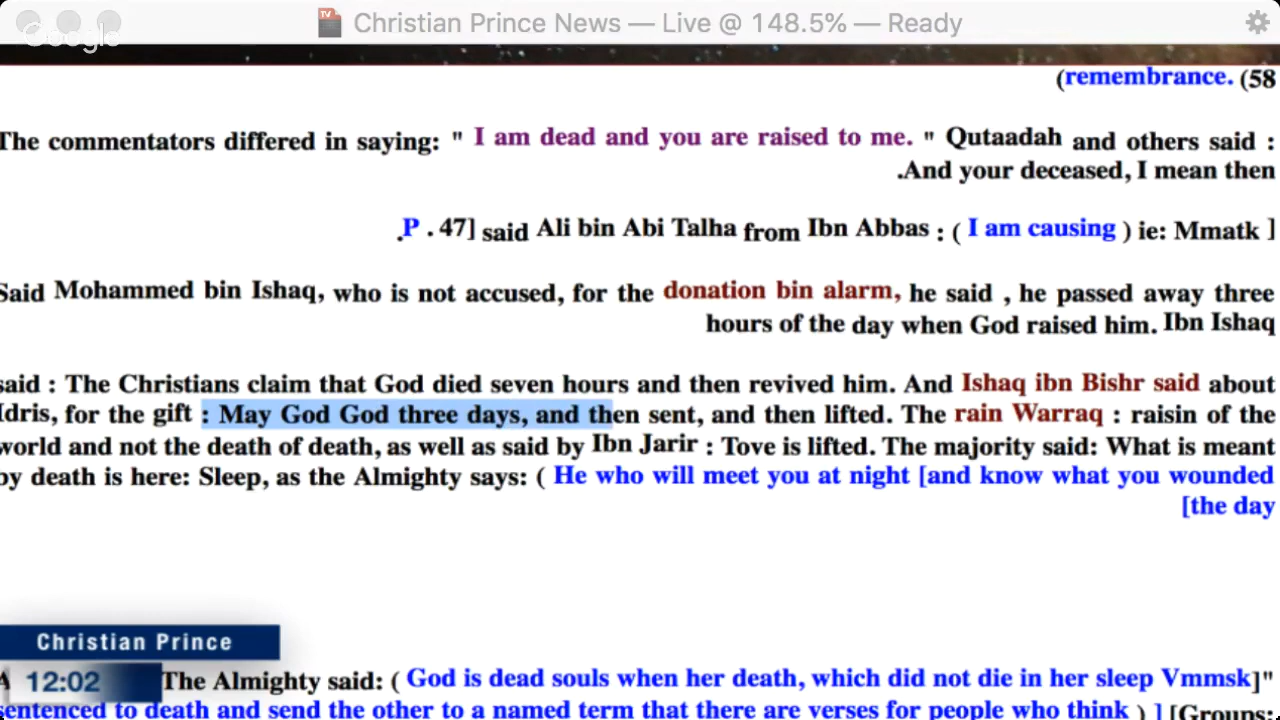 TV Christian Prince News — Live @ 148.5% — Ready
Google
(remembrance. (58
The commentators differed in saying: " I am dead and you are raised to me. " Qutaadah and others said :
.And your deceased, I mean then
.P . 47] said Ali bin Abi Talha from Ibn Abbas : ( I am causing ) ie: Mmatk ]
Said Mohammed bin Ishaq, who is not accused, for the donation bin alarm, he said , he passed away three
hours of the day when God raised him. Ibn Ishaq
said : The Christians claim that God died seven hours and then revived him. And Ishaq ibn Bishr said about
Idris, for the gift : May God God three days, and then sent, and then lifted. The rain Warraq : raisin of the
world and not the death of death, as well as said by Ibn Jarir : Tove is lifted. The majority said: What is meant
by death is here: Sleep, as the Almighty says: ( He who will meet you at night [and know what you wounded
[the day
Christian Prince
12:02
The Almighty said: ( God is dead souls when her death, which did not die in her sleep Vmmsk]"
sentenced to death and send the other to a named term that there are verses for people who think ) ] [Groups: